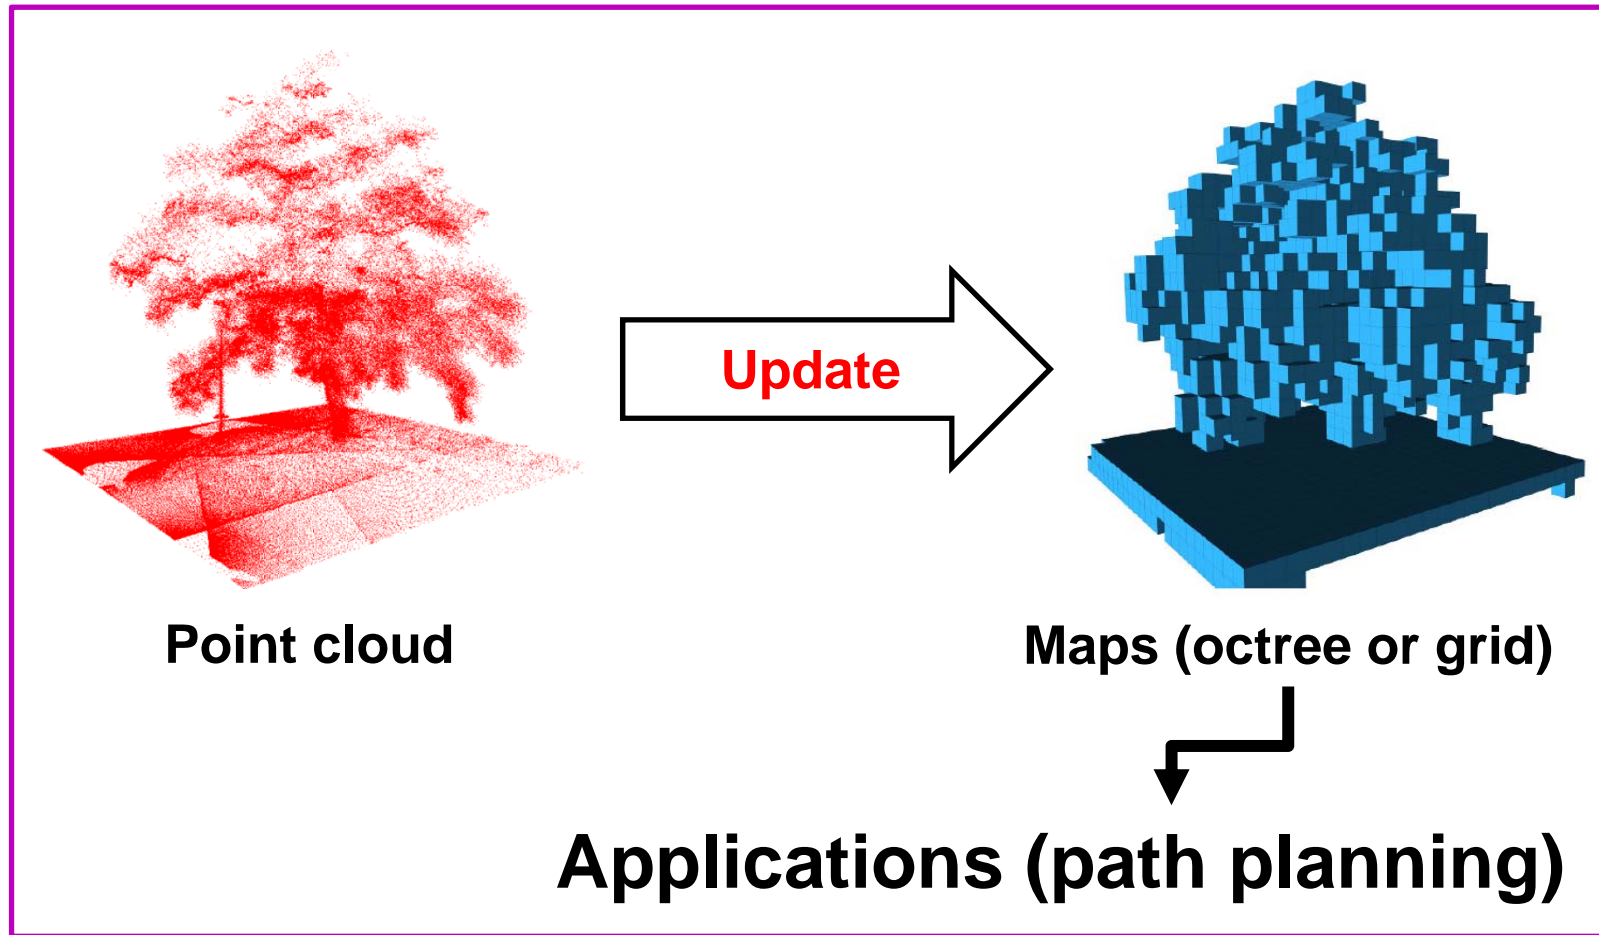 Update
Point cloud
Maps (octree or grid)
Applications (path planning)